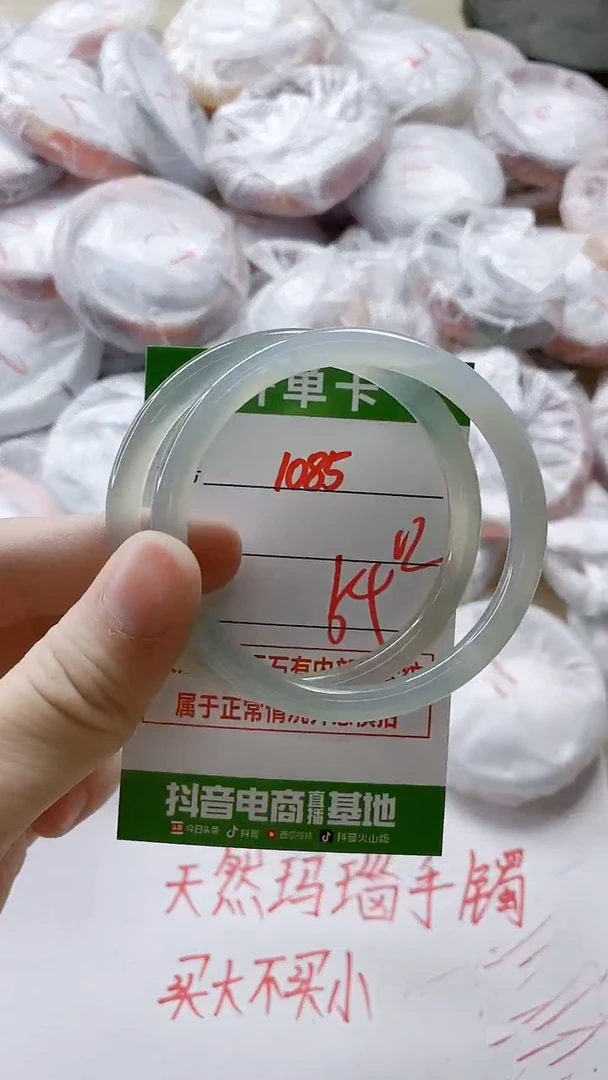 单卡
1085
64
属于正常情况
抖音电商直播基地
今日头条 抖音 西瓜视频 抖音火山版
天然玛瑙手镯
买大不买小